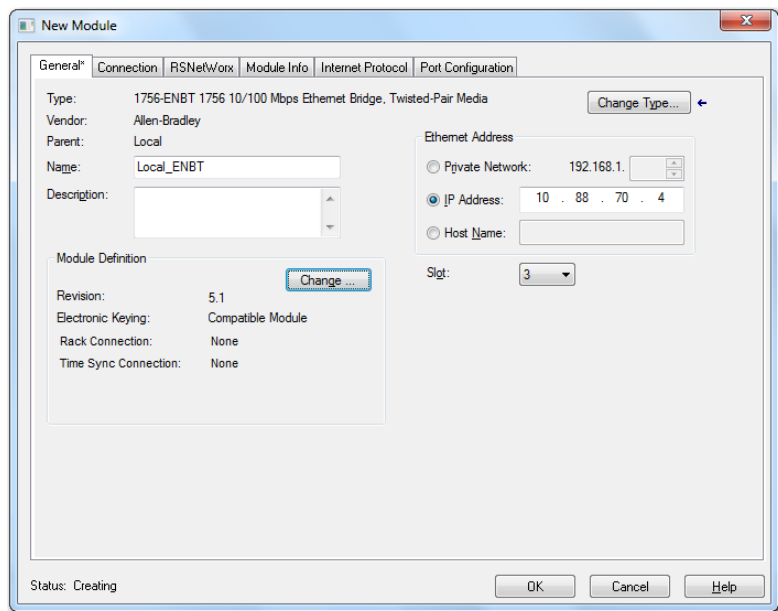 New Module
General* Connection RSNetWorx Module Info Internet Protocol Port Configuration
Type: 1756-ENBT 1756 10/100 Mbps Ethernet Bridge, Twisted-Pair Media
Change Type...
Vendor: Allen-Bradley
Parent: Local
Name: Local_ENBT
Description:
Ethernet Address
Private Network: 192.168.1.
IP Address: 10 . 88 . 70 . 4
Host Name:
Slot: 3
Module Definition
Change ...
Revision: 5.1
Electronic Keying: Compatible Module
Rack Connection: None
Time Sync Connection: None
Status: Creating
OK Cancel Help